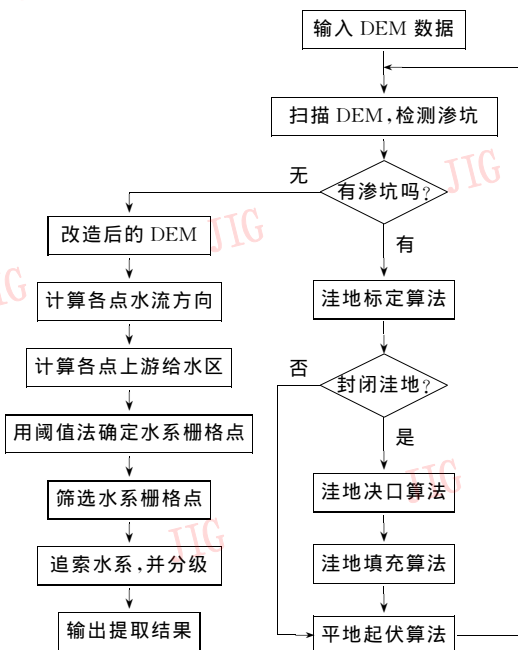 输入 DEM 数据
扫描 DEM,检测渗坑
有渗坑吗?
无
有
改造后的 DEM
计算各点水流方向
计算各点上游给水区
用阈值法确定水系栅格点
筛选水系栅格点
追索水系,并分级
输出提取结果
洼地标定算法
封闭洼地?
否
是
洼地决口算法
洼地填充算法
平地起伏算法
JIG
JIG
JIG
JIG
JIG